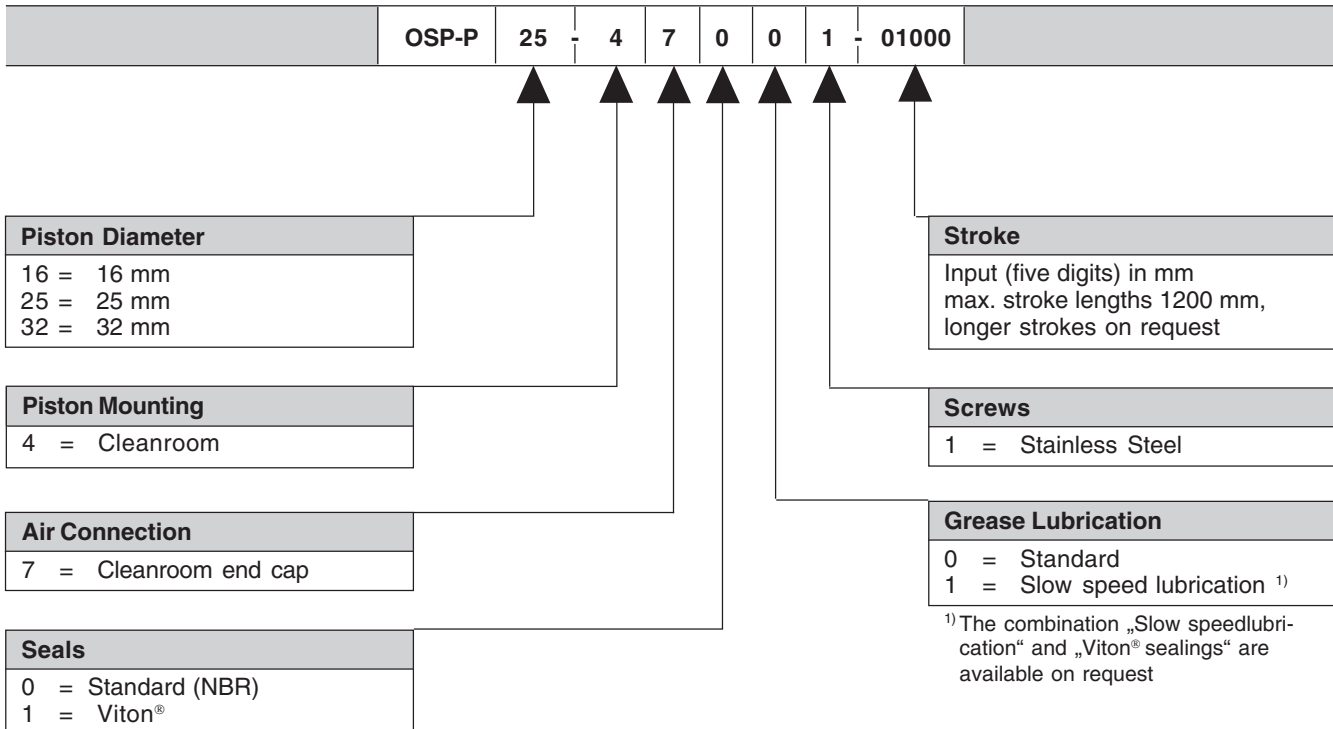 OSP-P 25 - 4 7 0 0 1 - 01000
Piston Diameter
16 = 16 mm
25 = 25 mm
32 = 32 mm
Piston Mounting
4 = Cleanroom
Air Connection
7 = Cleanroom end cap
Seals
0 = Standard (NBR)
1 = Viton®
Stroke
Input (five digits) in mm
max. stroke lengths 1200 mm,
longer strokes on request
Screws
1 = Stainless Steel
Grease Lubrication
0 = Standard
1 = Slow speed lubrication 1)
1) The combination „Slow speedlubri-
cation“ and „Viton® sealings“ are
available on request